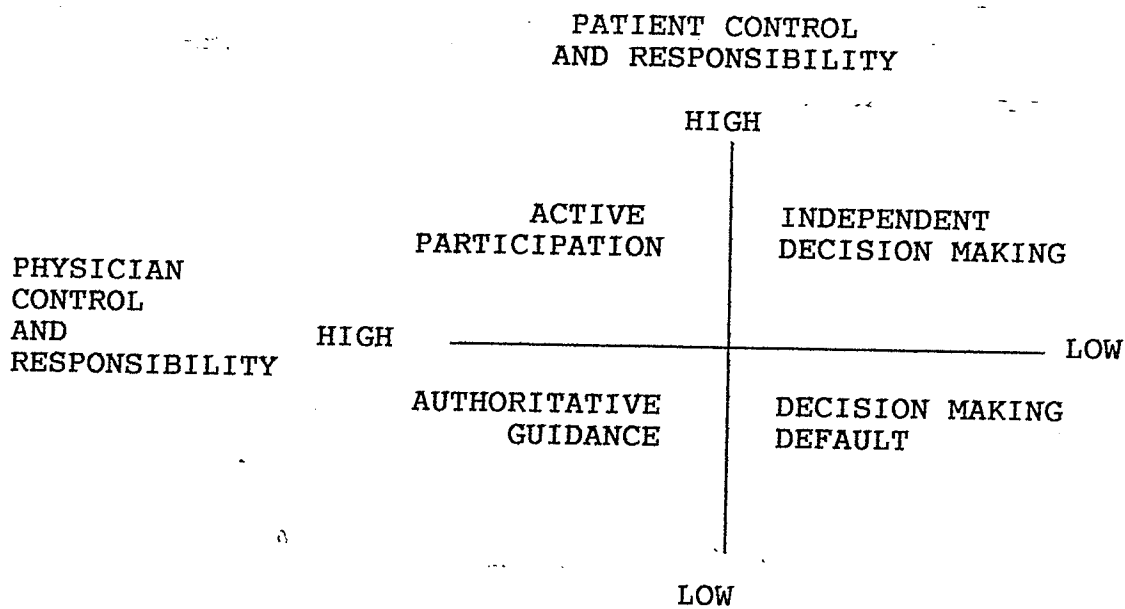 PATIENT CONTROL
AND RESPONSIBILITY
HIGH
ACTIVE
PARTICIPATION
INDEPENDENT
DECISION MAKING
PHYSICIAN
CONTROL
AND
RESPONSIBILITY
HIGH
LOW
AUTHORITATIVE
GUIDANCE
DECISION MAKING
DEFAULT
LOW